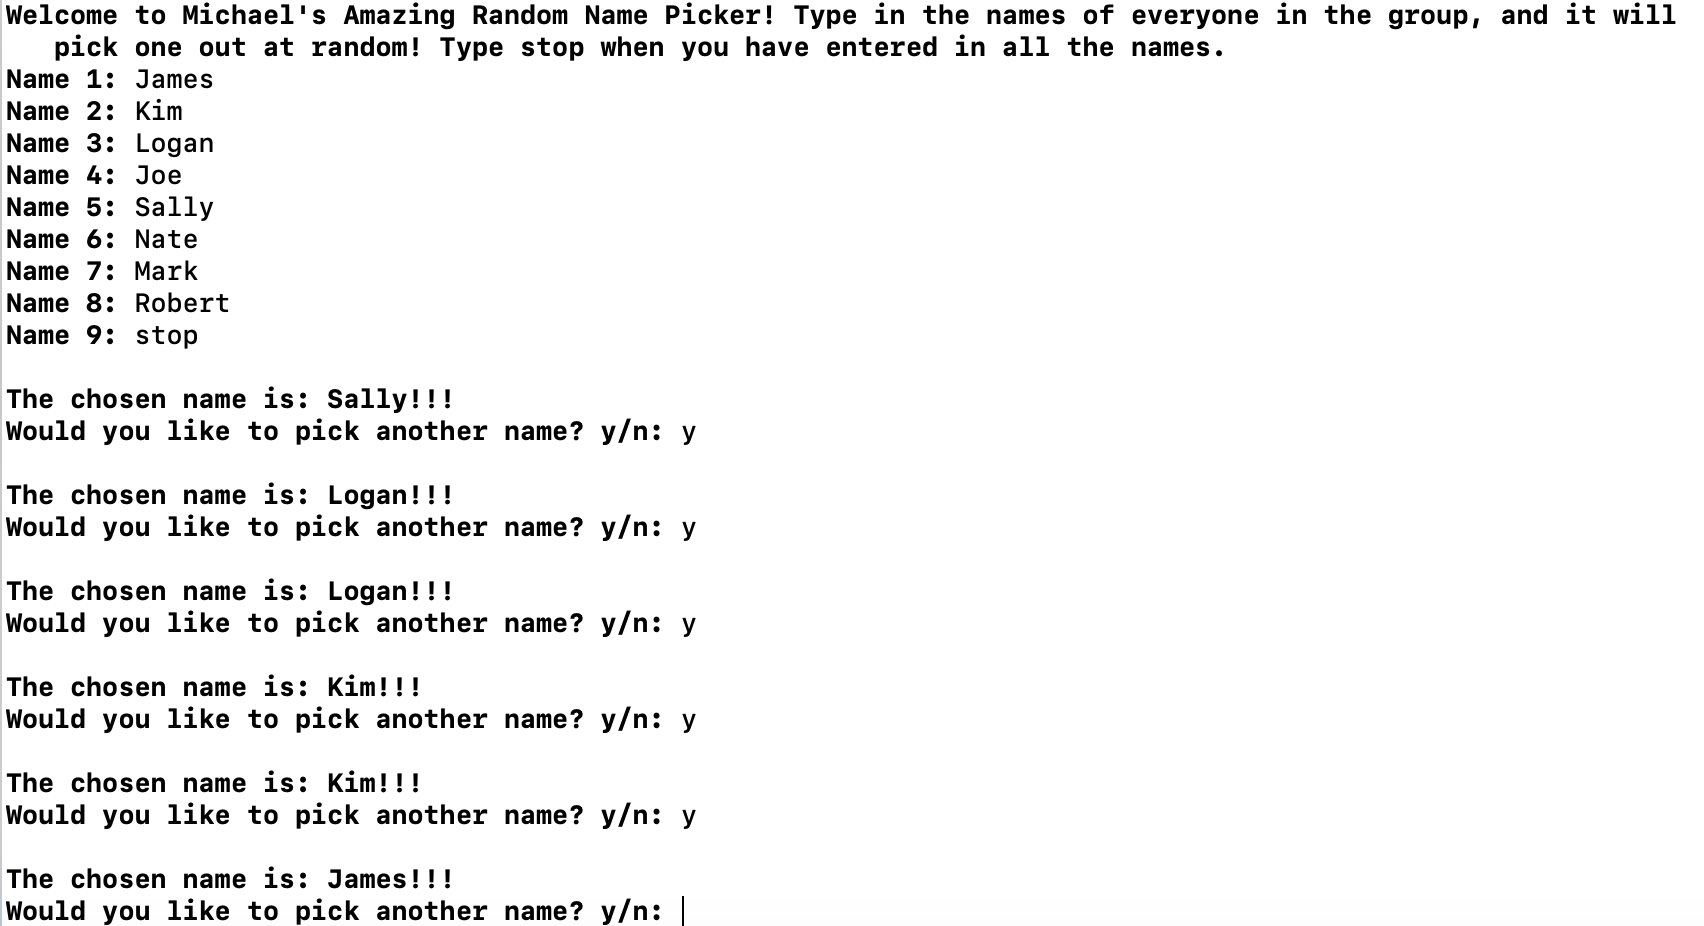 Welcome to Michael's Amazing Random Name Picker! Type in the names of everyone in the group, and it will
pick one out at random! Type stop when you have entered in all the names.
Name 1: James
Name 2: Kim
Name 3: Logan
Name 4: Joe
Name 5: Sally
Name 6: Nate
Name 7: Mark
Name 8: Robert
Name 9: stop
The chosen name is: Sally!!!
Would you like to pick another name? y/n: y
The chosen name is: Logan!!!
Would you like to pick another name? y/n: y
The chosen name is: Logan!!!
Would you like to pick another name? y/n: y
The chosen name is: Kim!!!
Would you like to pick another name? y/n: y
The chosen name is: Kim!!!
Would you like to pick another name? y/n: y
The chosen name is: James!!!
Would you like to pick another name? y/n: